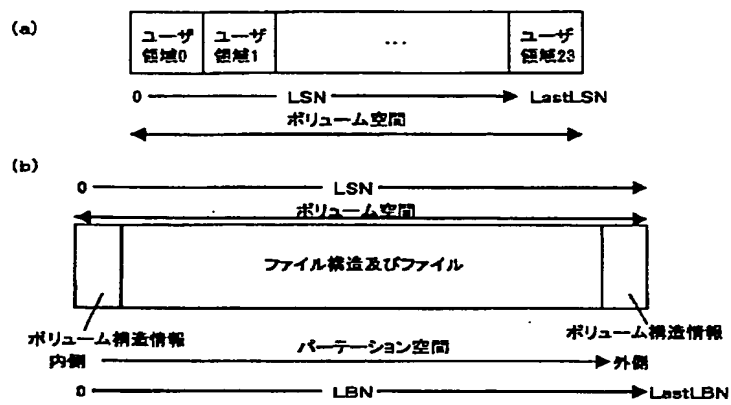 (a)
ユーザ 領域0
ユーザ 領域1
...
ユーザ 領域23
0 LSN LastLSN
ボリューム空間
(b)
0 LSN
ボリューム空間
ファイル構造及びファイル
ボリューム構造情報
ボリューム構造情報
内側 パーテーション空間 外側
0 LBN LastLBN